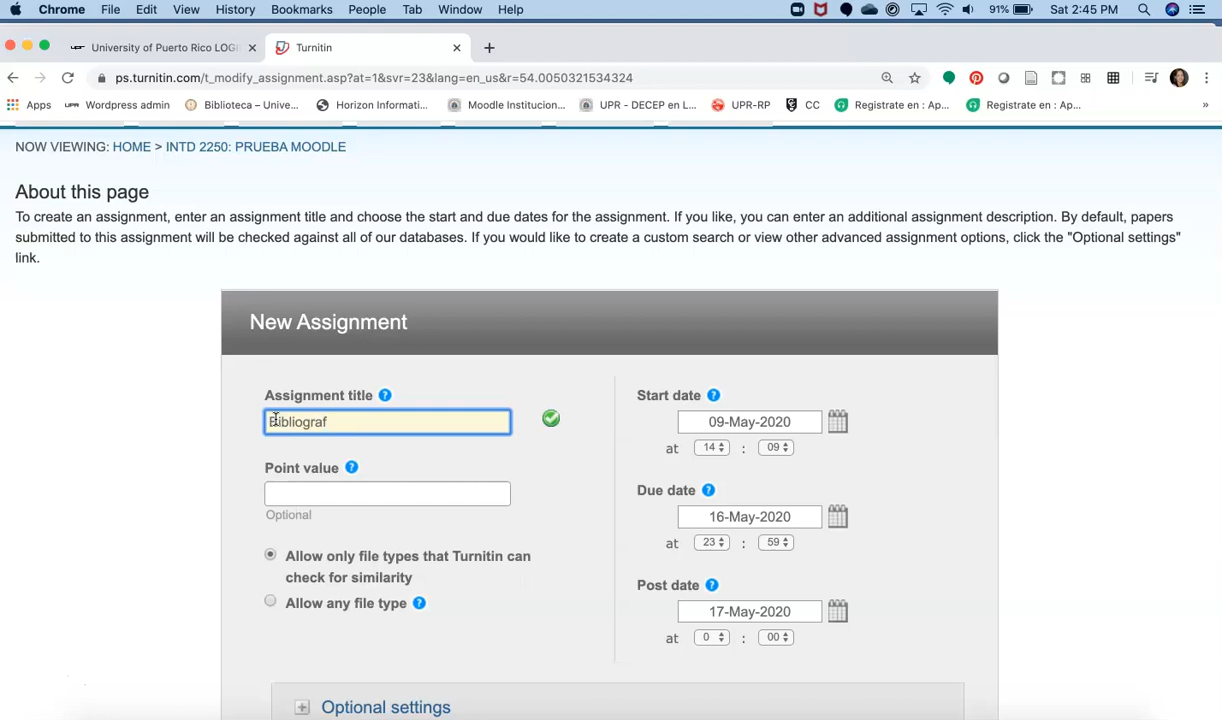 Chrome File Edit View History Bookmarks People Tab Window Help 91% Sat 2:45 PM
University of Puerto Rico LOGI Turnitin
ps.turnitin.com/t_modify_assignment.asp?at=1&svr=23&lang=en_us&r=54.0050321534324
Apps Wordpress admin Biblioteca – Unive... Horizon Informati... Moodle Institucion... UPR - DECEP en L... UPR-RP CC Registrate en : Ap... Registrate en : Ap... »
NOW VIEWING: HOME > INTD 2250: PRUEBA MOODLE
About this page
To create an assignment, enter an assignment title and choose the start and due dates for the assignment. If you like, you can enter an additional assignment description. By default, papers
submitted to this assignment will be checked against all of our databases. If you would like to create a custom search or view other advanced assignment options, click the "Optional settings"
link.
New Assignment
Assignment title ?
Bibliograf
Point value ?
Optional
Allow only file types that Turnitin can
check for similarity
Allow any file type ?
Start date ?
09-May-2020
at 14 : 09
Due date ?
16-May-2020
at 23 : 59
Post date ?
17-May-2020
at 0 : 00
Optional settings